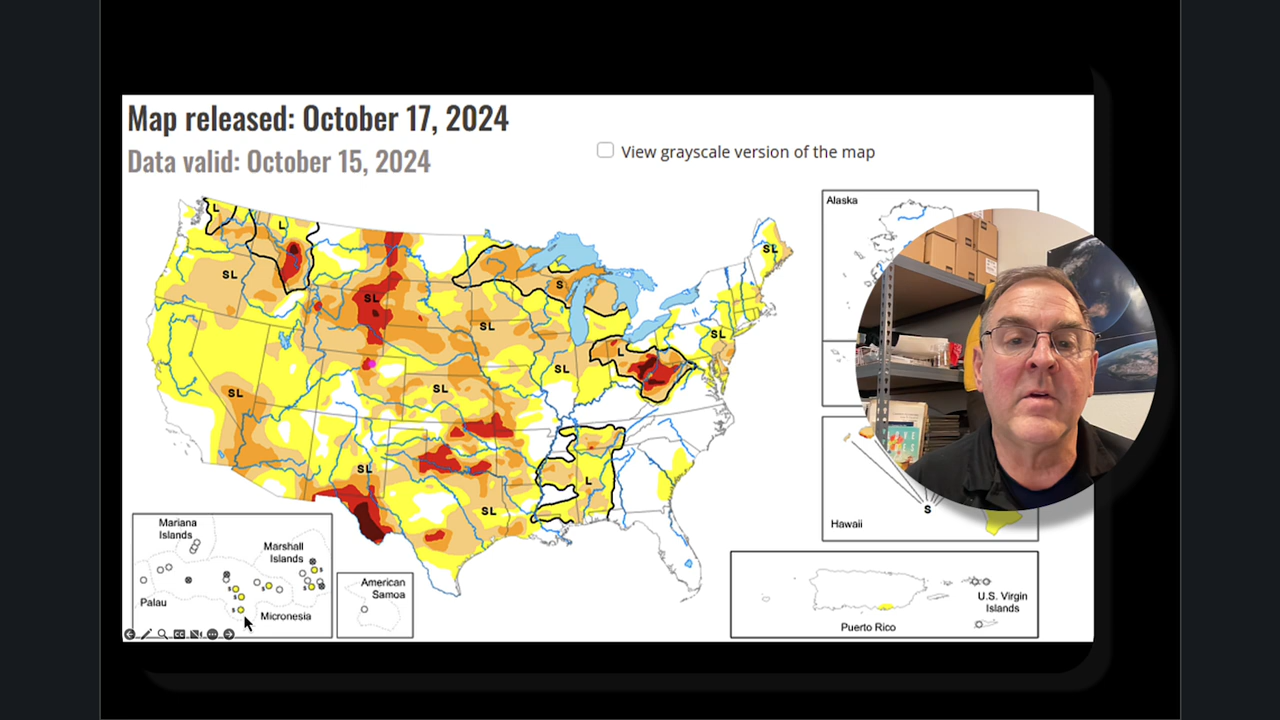 Map released: October 17, 2024
Data valid: October 15, 2024
View grayscale version of the map
Alaska
L
L
SL
SL
SL
S
SL
SL
L
SL
SL
SL
SL
SL
L
SL
S
Hawaii
Mariana
Islands
Marshall
Islands
Palau
Micronesia
American
Samoa
U.S. Virgin
Islands
Puerto Rico
CC